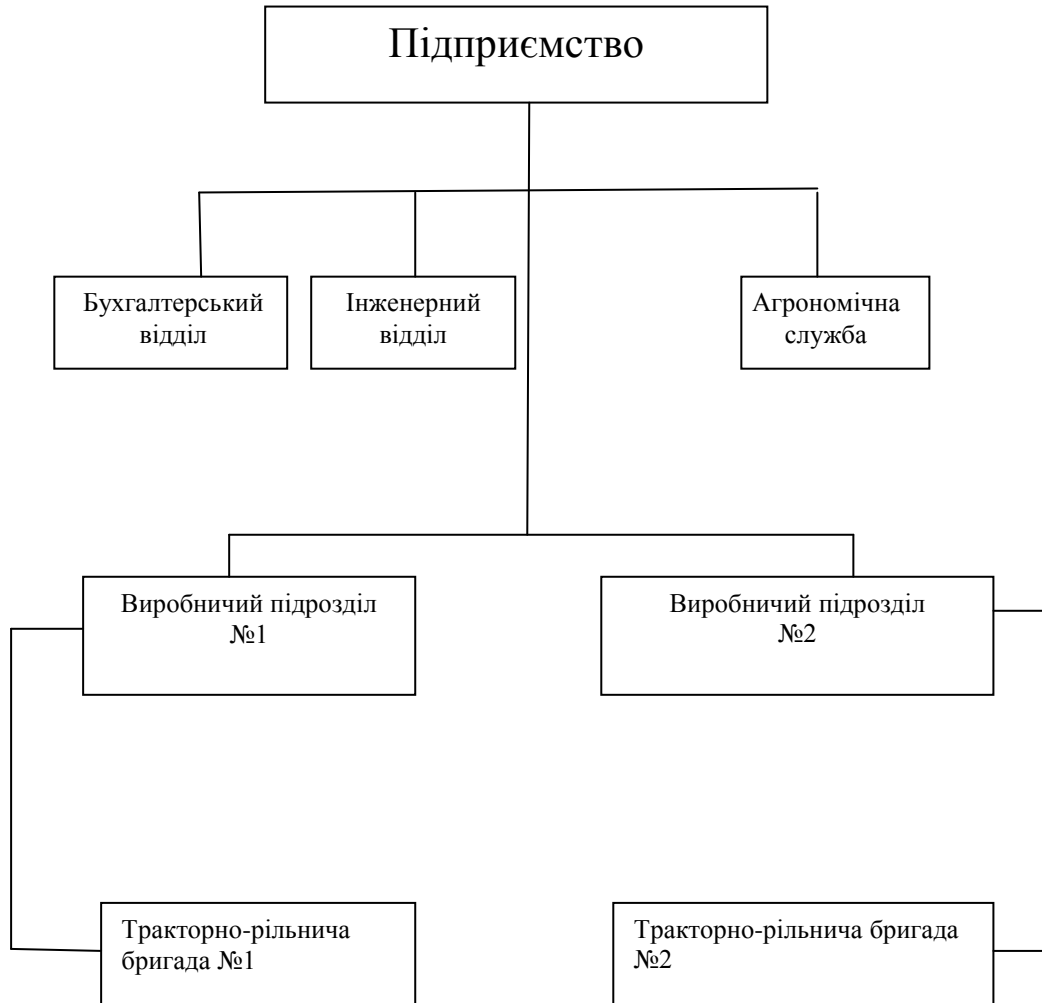 Підприємство
Бухгалтерський
відділ
Інженерний
відділ
Агрономічна
служба
Виробничий підрозділ
№1
Виробничий підрозділ
№2
Тракторно-рільнича
бригада №1
Тракторно-рільнича бригада
№2